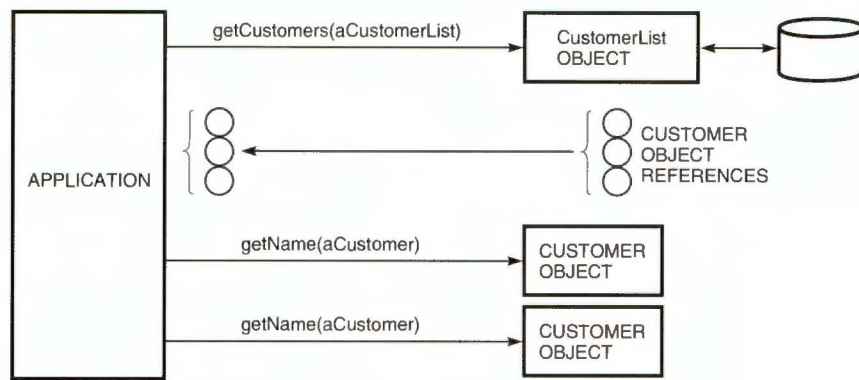 getCustomers(aCustomerList)
CustomerList
OBJECT
APPLICATION
CUSTOMER
OBJECT
REFERENCES
getName(aCustomer)
CUSTOMER
OBJECT
getName(aCustomer)
CUSTOMER
OBJECT